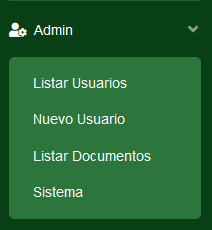 Admin
Listar Usuarios
Nuevo Usuario
Listar Documentos
Sistema